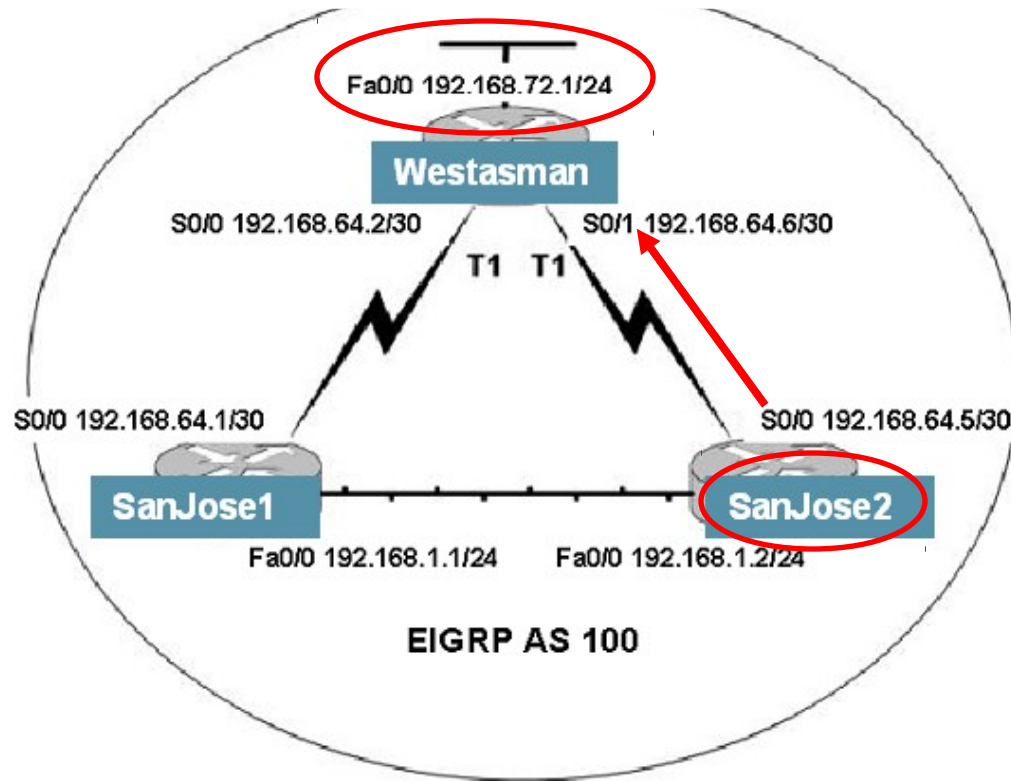 Fa0/0 192.168.72.1/24
Westasman
S0/0 192.168.64.2/30
S0/1 192.168.64.6/30
T1 T1
S0/0 192.168.64.1/30
S0/0 192.168.64.5/30
SanJose1
SanJose2
Fa0/0 192.168.1.1/24
Fa0/0 192.168.1.2/24
EIGRP AS 100